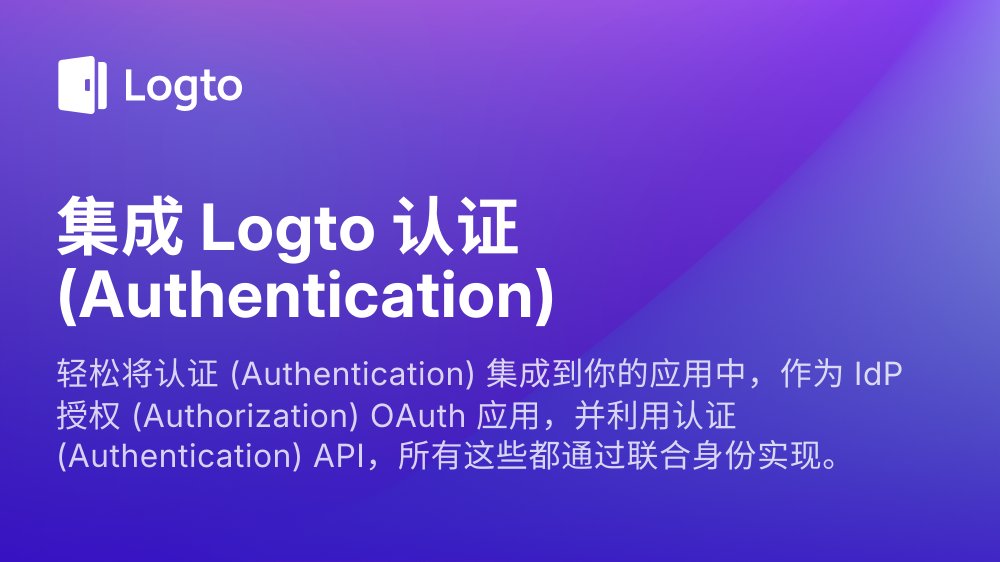 Logto
集成 Logto 认证
(Authentication)
轻松将认证 (Authentication) 集成到你的应用中，作为 IdP
授权 (Authorization) OAuth 应用，并利用认证
(Authentication) API，所有这些都通过联合身份实现。